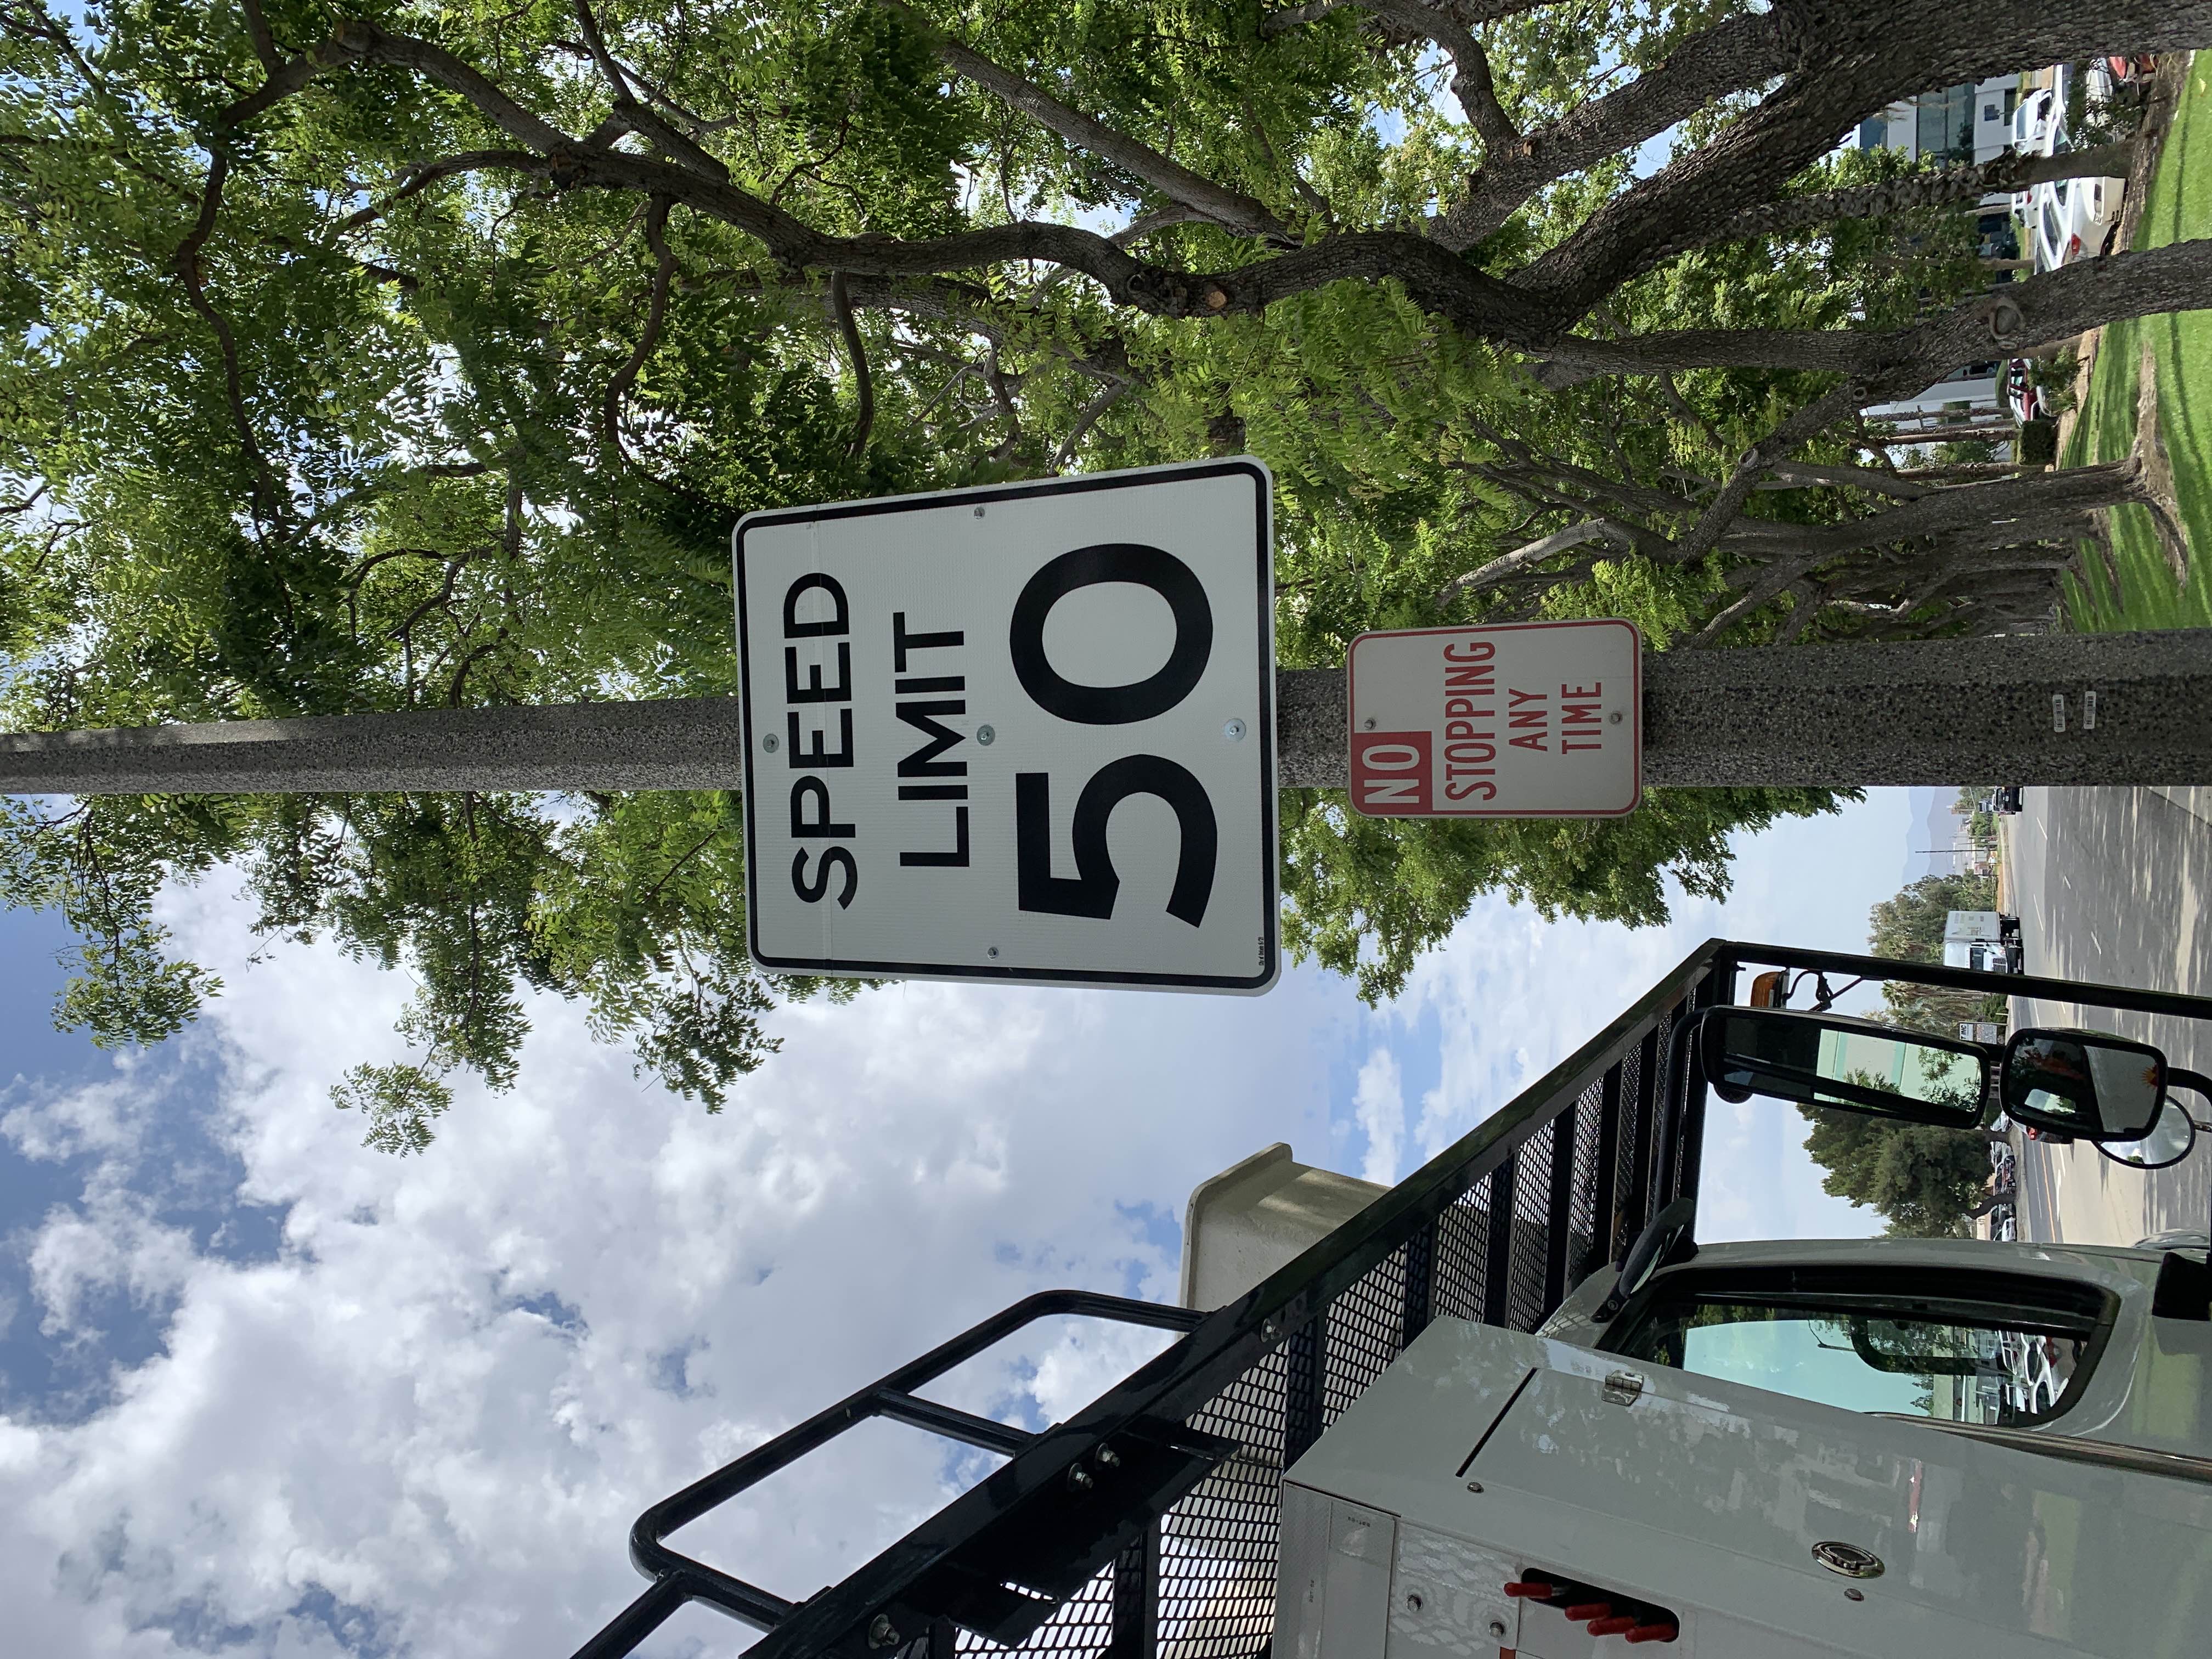 SPEED
LIMIT
50
NO
STOPPING
ANY
TIME